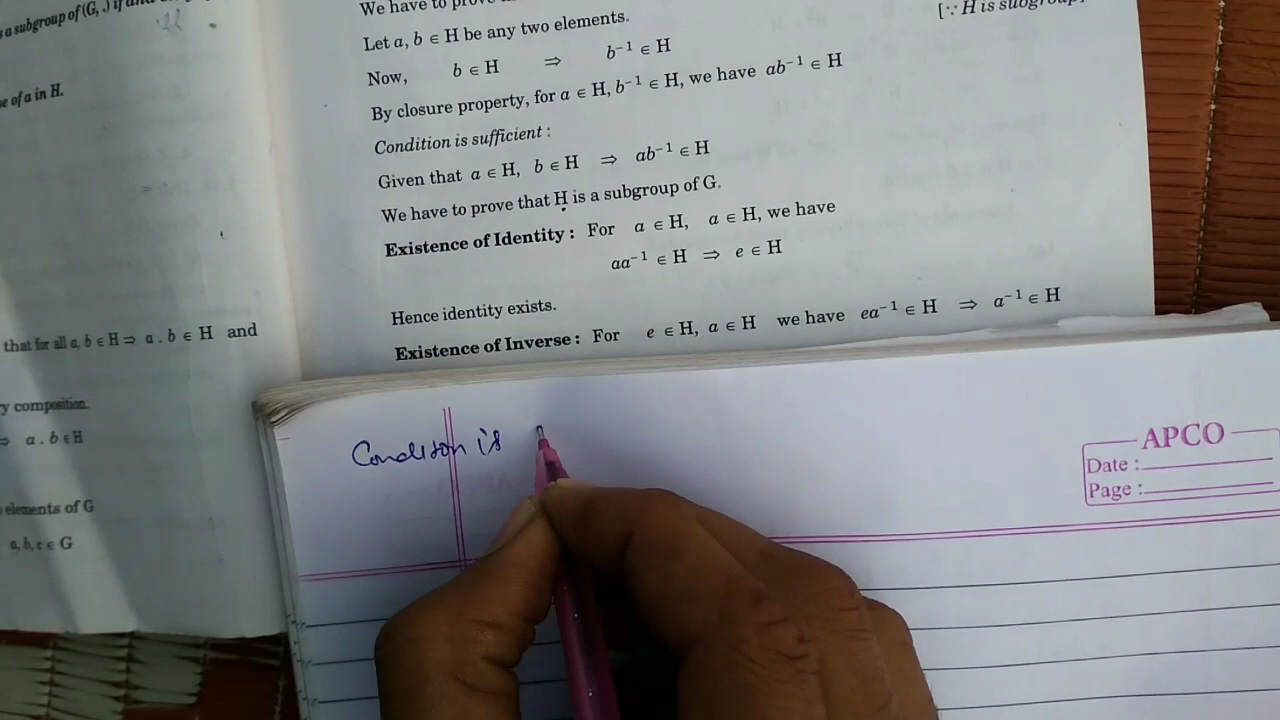 a subgroup of (G, .) if
e of a in H.
that for all a, b ∈ H ⇒ a . b ∈ H and
y composition.
⇒ a . b ∈ H
elements of G
a, b, c ∈ G
We have to prove
[∵ H is subgroup]
Let a, b ∈ H be any two elements.
Now, b ∈ H ⇒ b⁻¹ ∈ H
By closure property, for a ∈ H, b⁻¹ ∈ H, we have ab⁻¹ ∈ H
Condition is sufficient :
Given that a ∈ H, b ∈ H ⇒ ab⁻¹ ∈ H
We have to prove that H is a subgroup of G.
Existence of Identity : For a ∈ H, a ∈ H, we have
aa⁻¹ ∈ H ⇒ e ∈ H
Hence identity exists.
Existence of Inverse : For e ∈ H, a ∈ H we have ea⁻¹ ∈ H ⇒ a⁻¹ ∈ H
Condison is
APCO
Date :
Page :